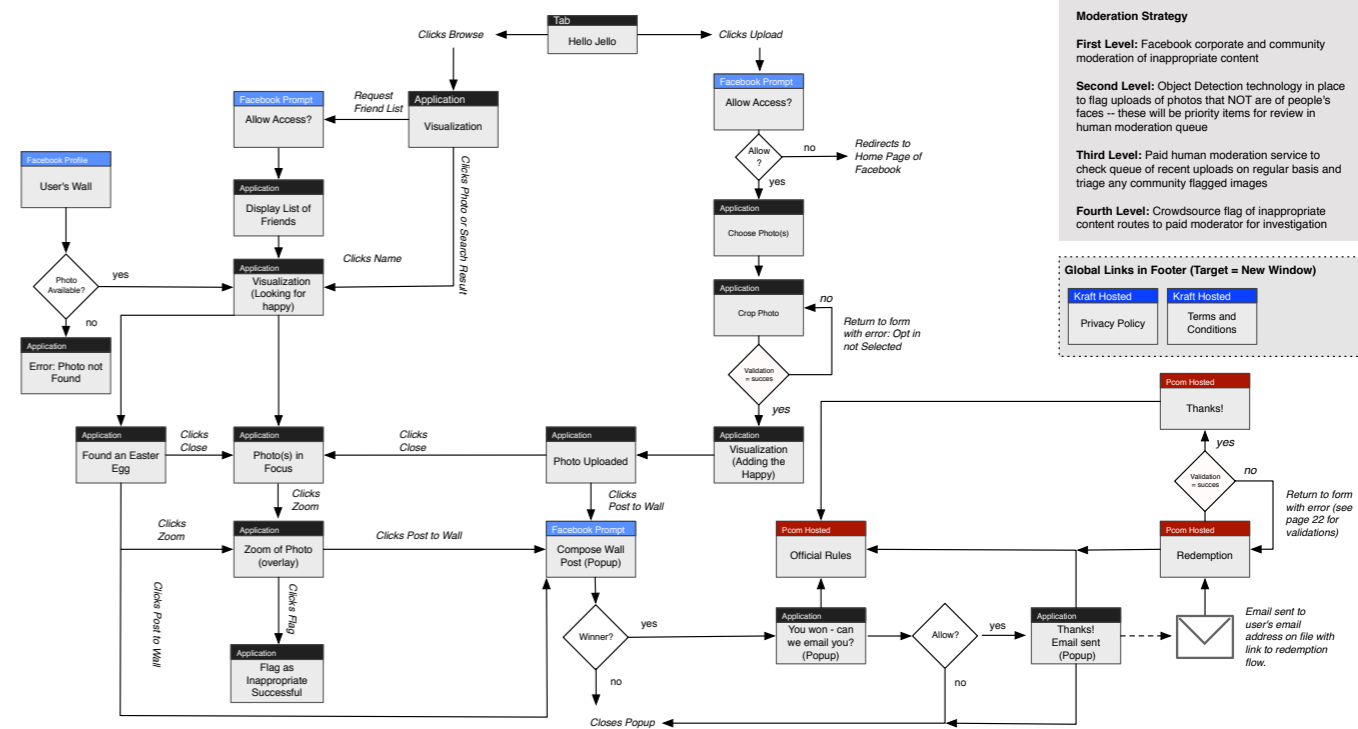 Tab
Hello Jello
Clicks Browse
Clicks Upload
Facebook Prompt
Allow Access?
Request
Friend List
Application
Visualization
Facebook Prompt
Allow Access?
Allow
?
no
Redirects to
Home Page of
Facebook
yes
Facebook Profile
User's Wall
Application
Display List of
Friends
Clicks Photo or Search Result
Application
Choose Photo(s)
Photo
Available?
yes
no
Clicks Name
Application
Visualization
(Looking for
happy)
Application
Crop Photo
no
Return to form
with error: Opt in
not Selected
Application
Error: Photo not
Found
Validation
= succes
yes
Application
Found an Easter
Egg
Clicks
Close
Application
Photo(s) in
Focus
Clicks
Close
Application
Photo Uploaded
Application
Visualization
(Adding the
Happy)
Clicks
Zoom
Clicks
Post to Wall
Clicks
Zoom
Application
Zoom of Photo
(overlay)
Clicks Post to Wall
Facebook Prompt
Compose Wall
Post (Popup)
Clicks Post to Wall
Clicks Flag
Application
Flag as
Inappropriate
Successful
Winner?
yes
no
Closes Popup
Pcom Hosted
Official Rules
Application
You won - can
we email you?
(Popup)
Allow?
yes
no
Application
Thanks!
Email sent
(Popup)
Email sent to
user's email
address on file with
link to redemption
flow.
Pcom Hosted
Redemption
Validation
= succes
no
Return to form
with error (see
page 22 for
validations)
yes
Pcom Hosted
Thanks!
Moderation Strategy
First Level: Facebook corporate and community
moderation of inappropriate content
Second Level: Object Detection technology in place
to flag uploads of photos that NOT are of people's
faces -- these will be priority items for review in
human moderation queue
Third Level: Paid human moderation service to
check queue of recent uploads on regular basis and
triage any community flagged images
Fourth Level: Crowdsource flag of inappropriate
content routes to paid moderator for investigation
Global Links in Footer (Target = New Window)
Kraft Hosted
Privacy Policy
Kraft Hosted
Terms and
Conditions